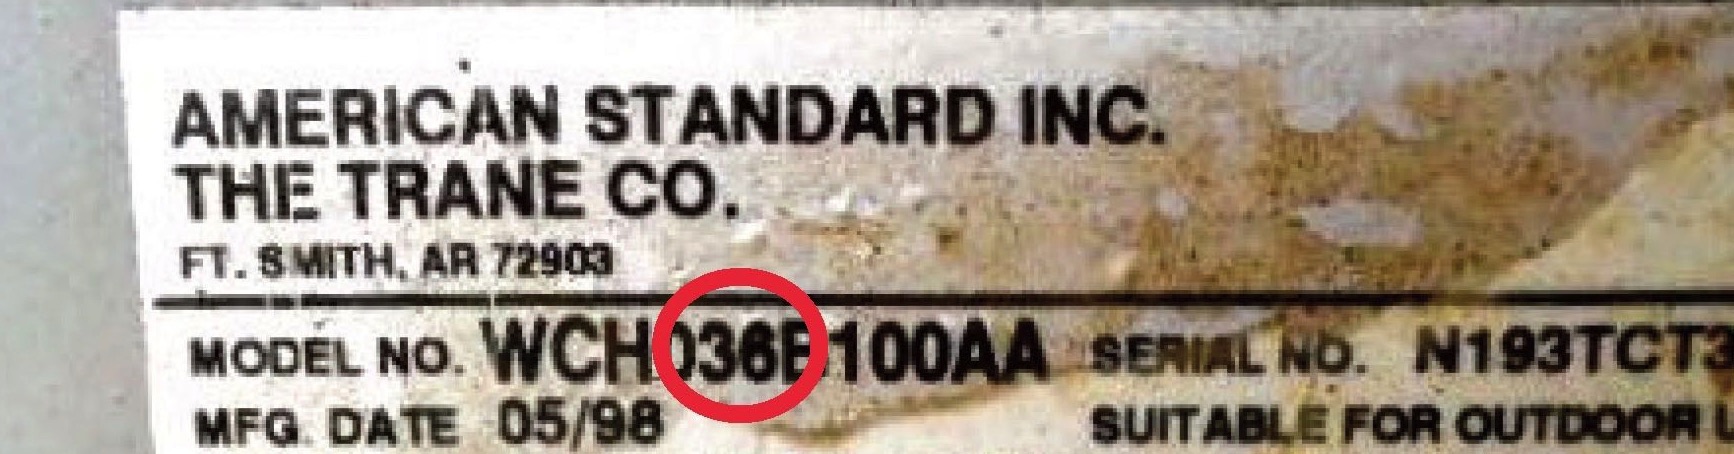 AMERICAN STANDARD INC.
THE TRANE CO.
FT. SMITH, AR 72903
MODEL NO. WCH036B100AA SERIAL NO. N193TCT3
MFG. DATE 05/98 SUITABLE FOR OUTDOOR